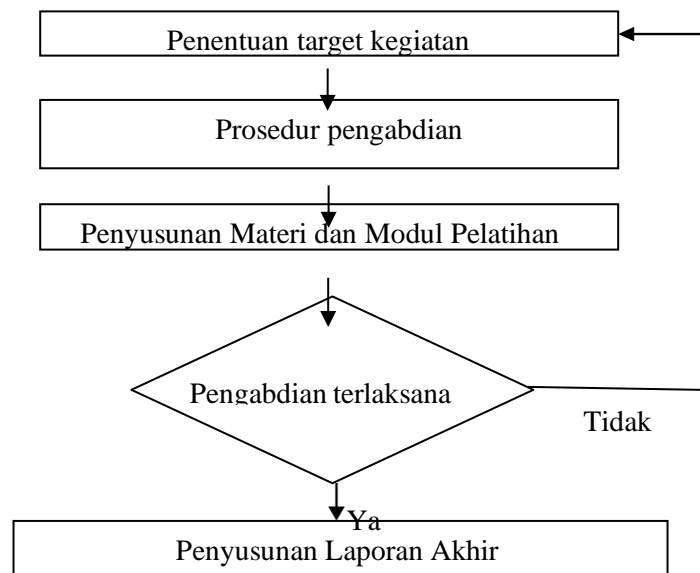 Penentuan target kegiatan
Prosedur pengabdian
Penyusunan Materi dan Modul Pelatihan
Pengabdian terlaksana
Tidak
Ya
Penyusunan Laporan Akhir